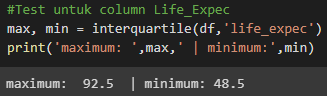 #Test untuk column Life_Expec
max, min = interquartile(df,'life_expec')
print('maximum: ',max,' | minimum:',min)
maximum:  92.5  | minimum: 48.5